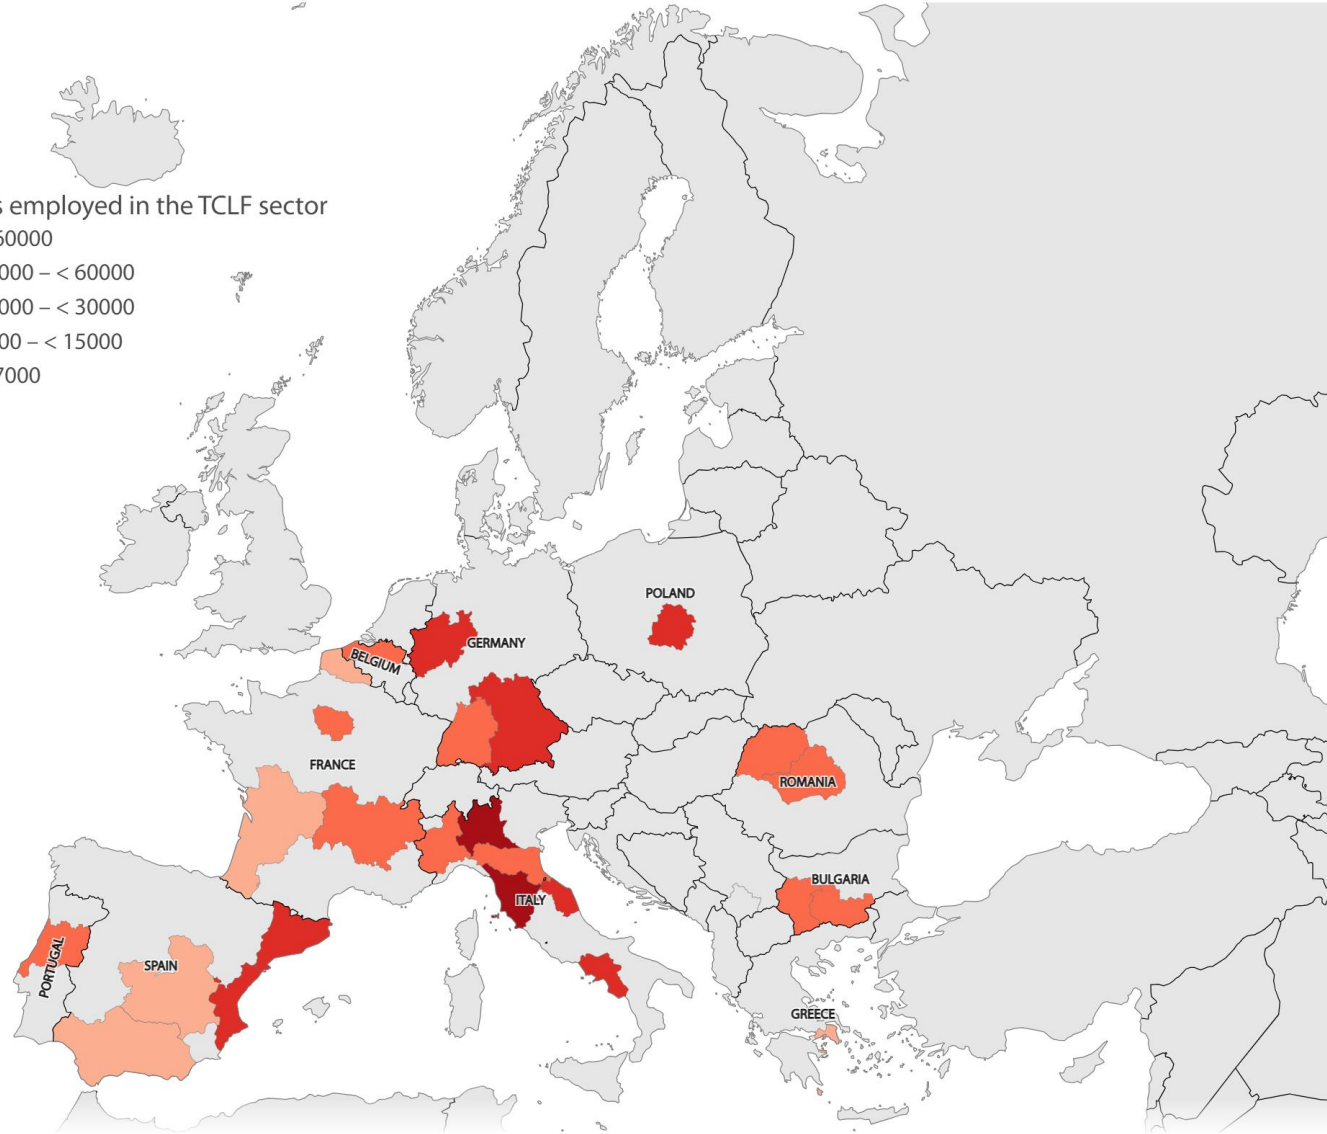 s employed in the TCLF sector
60000
000 – < 60000
000 – < 30000
00 – < 15000
7000
POLAND
GERMANY
BELGIUM
FRANCE
ROMANIA
BULGARIA
ITALY
PORTUGAL
SPAIN
GREECE